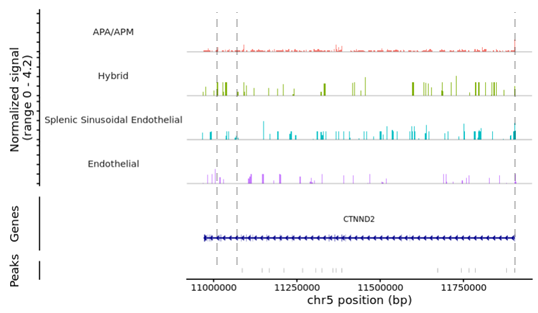 Normalized signal
(range 0 - 4.2)
APA/APM
Hybrid
Splenic Sinusoidal Endothelial
Endothelial
Genes
CTNND2
Peaks
11000000 11250000 11500000 11750000
chr5 position (bp)